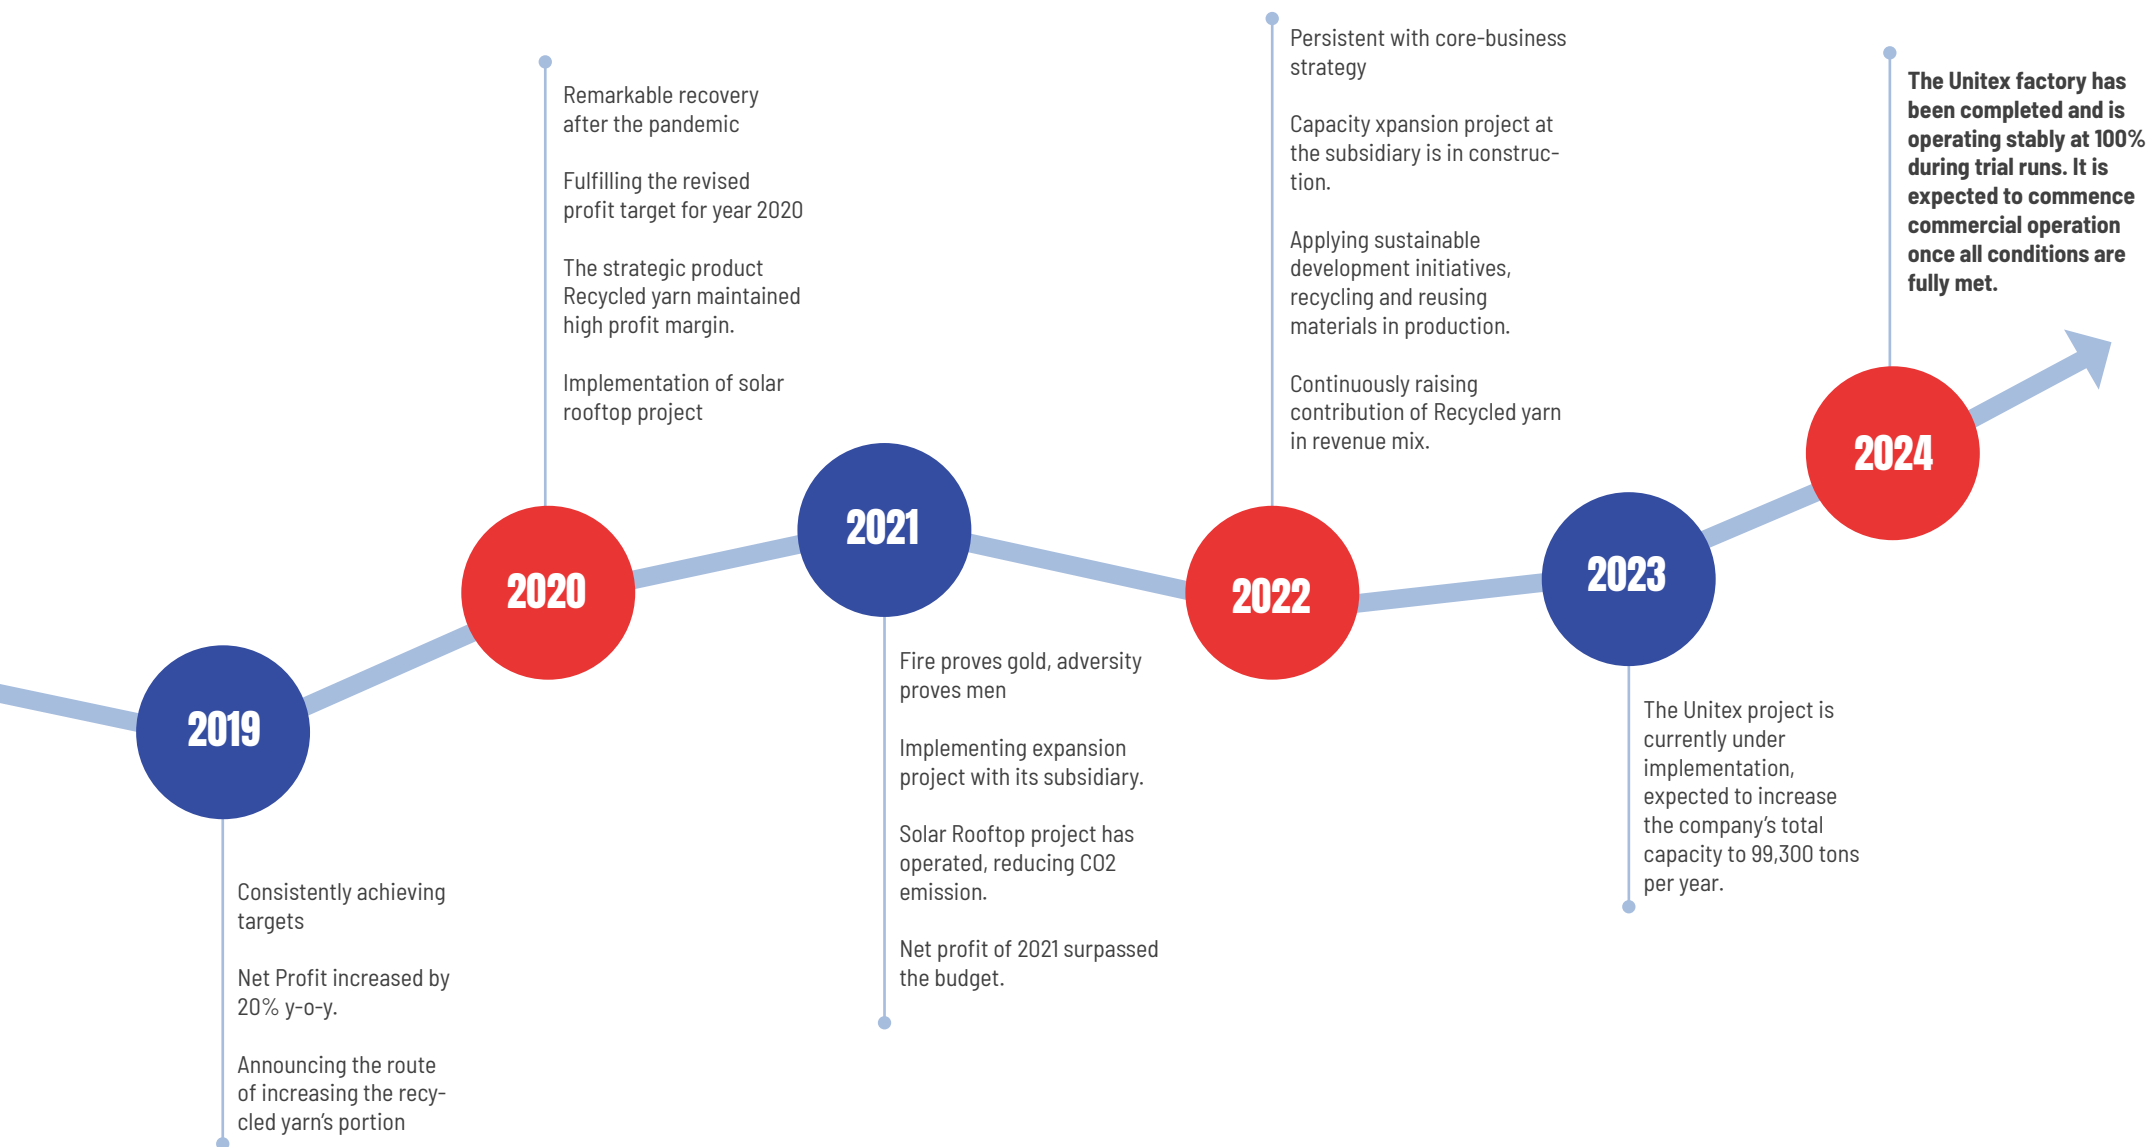 2019
Consistently achieving
targets
Net Profit increased by
20% y-o-y.
Announcing the route
of increasing the recy-
cled yarn's portion
2020
Remarkable recovery
after the pandemic
Fulfilling the revised
profit target for year 2020
The strategic product
Recycled yarn maintained
high profit margin.
Implementation of solar
rooftop project
2021
Fire proves gold, adversity
proves men
Implementing expansion
project with its subsidiary.
Solar Rooftop project has
operated, reducing CO2
emission.
Net profit of 2021 surpassed
the budget.
2022
Persistent with core-business
strategy
Capacity xpansion project at
the subsidiary is in construc-
tion.
Applying sustainable
development initiatives,
recycling and reusing
materials in production.
Continuously raising
contribution of Recycled yarn
in revenue mix.
2023
The Unitex project is
currently under
implementation,
expected to increase
the company's total
capacity to 99,300 tons
per year.
2024
The Unitex factory has
been completed and is
operating stably at 100%
during trial runs. It is
expected to commence
commercial operation
once all conditions are
fully met.